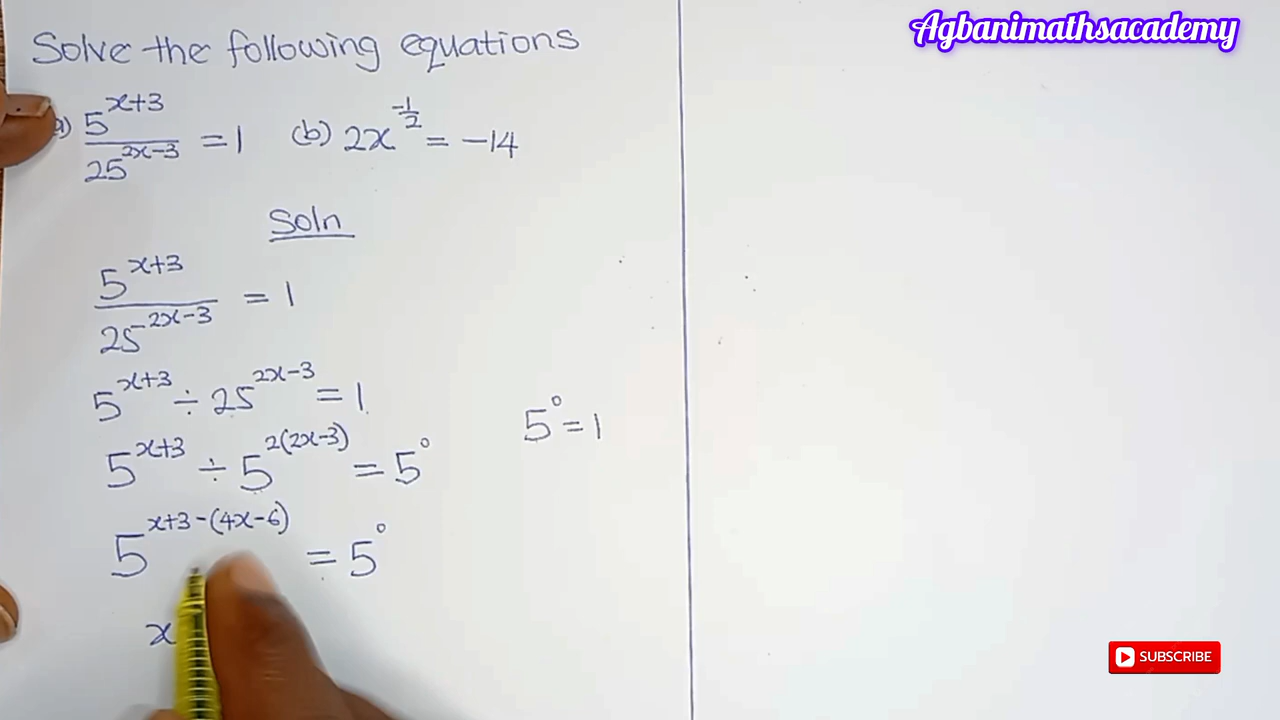 Agbanimathsacademy
Solve the following equations
a) 5^{x+3}/25^{2x-3} = 1 (b) 2x^{-1/2} = -14
Soln
5^{x+3}/25^{-2x-3} = 1
5^{x+3} ÷ 25^{2x-3} = 1
5^0 = 1
5^{x+3} ÷ 5^{2(2x-3)} = 5^0
5^{x+3-(4x-6)} = 5^0
x
SUBSCRIBE